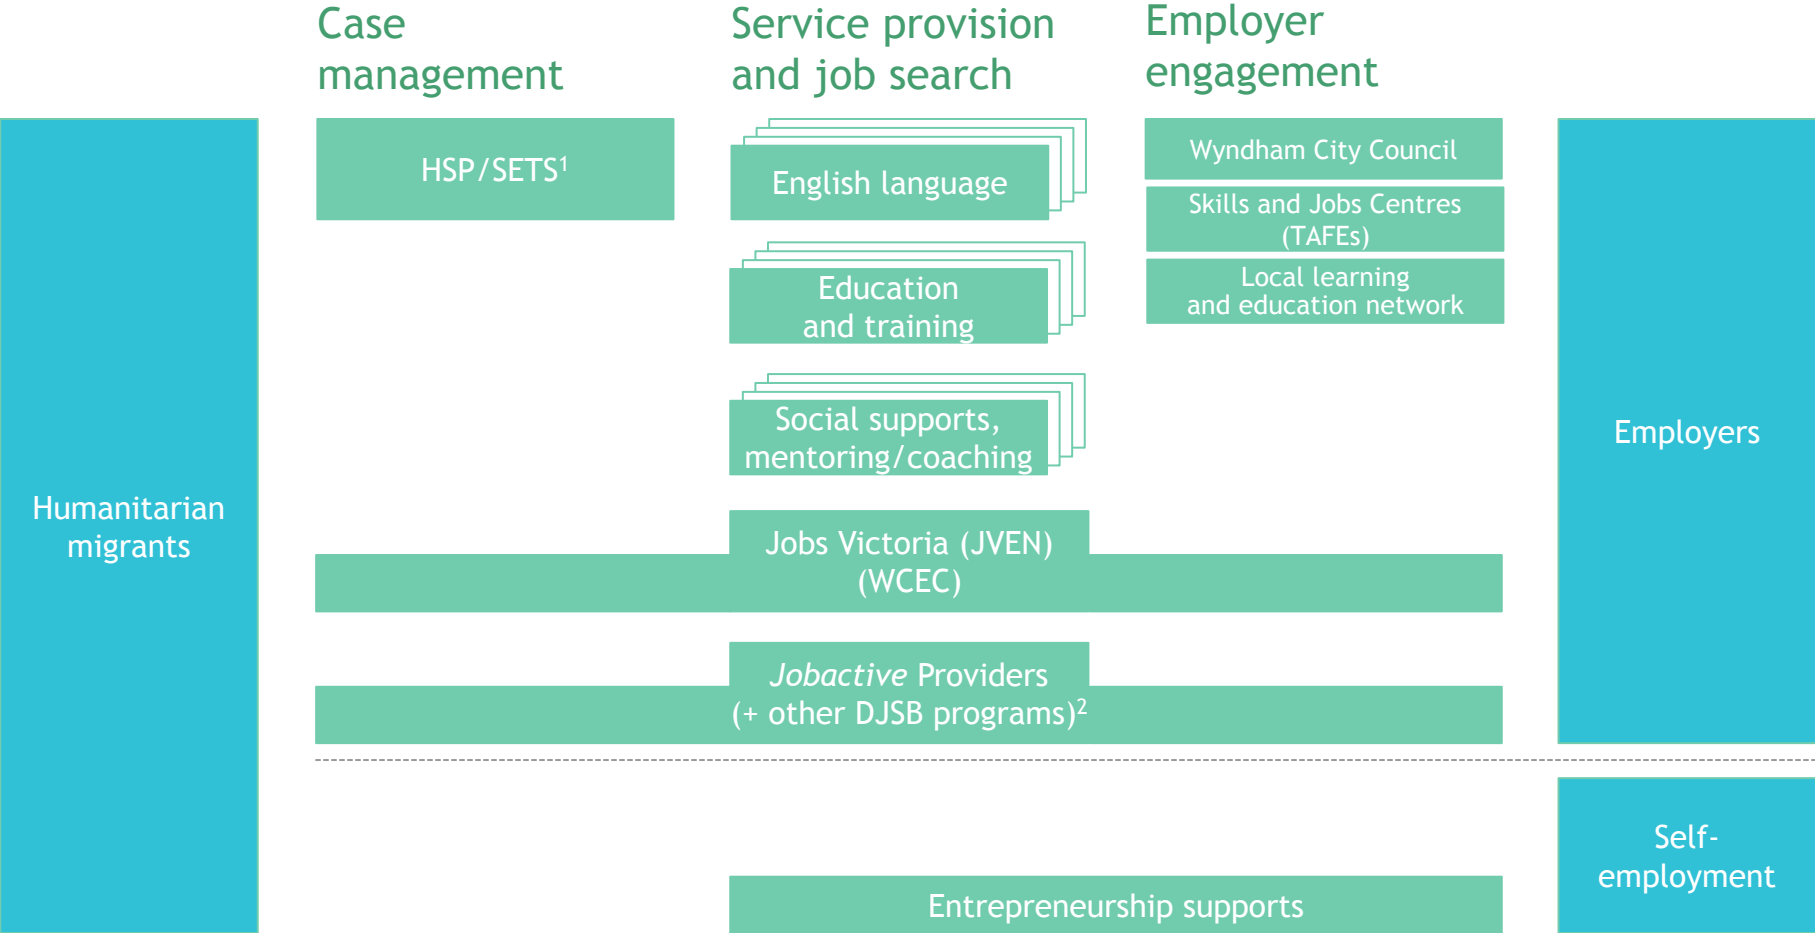 Case
management
Service provision
and job search
Employer
engagement
Humanitarian
migrants
HSP/SETS¹
English language
Education
and training
Social supports,
mentoring/coaching
Wyndham City Council
Skills and Jobs Centres
(TAFEs)
Local learning
and education network
Jobs Victoria (JVEN)
(WCEC)
Jobactive Providers
(+ other DJSB programs)²
Entrepreneurship supports
Employers
Self-
employment